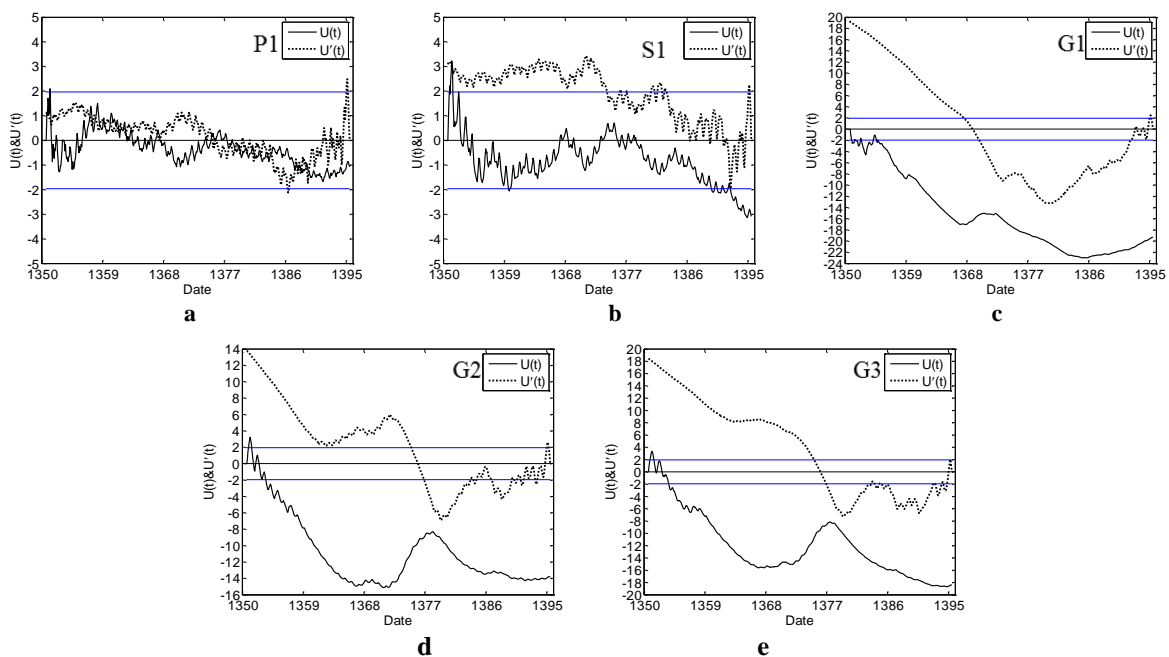 P1
U(t)
U'(t)
5
4
3
2
1
0
-1
-2
-3
-4
-5
U(t)&U'(t)
1350 1359 1368 1377 1386 1395
Date
a
S1
U(t)
U'(t)
5
4
3
2
1
0
-1
-2
-3
-4
-5
U(t)&U'(t)
1350 1359 1368 1377 1386 1395
Date
b
G1
U(t)
U'(t)
20
18
16
14
12
10
8
6
4
2
0
-2
-4
-6
-8
-10
-12
-14
-16
-18
-20
-22
-24
U(t)&U'(t)
1350 1359 1368 1377 1386 1395
Date
c
G2
U(t)
U'(t)
14
12
10
8
6
4
2
0
-2
-4
-6
-8
-10
-12
-14
-16
U(t)&U'(t)
1350 1359 1368 1377 1386 1395
Date
d
G3
U(t)
U'(t)
20
18
16
14
12
10
8
6
4
2
0
-2
-4
-6
-8
-10
-12
-14
-16
-18
-20
U(t)&U'(t)
1350 1359 1368 1377 1386 1395
Date
e